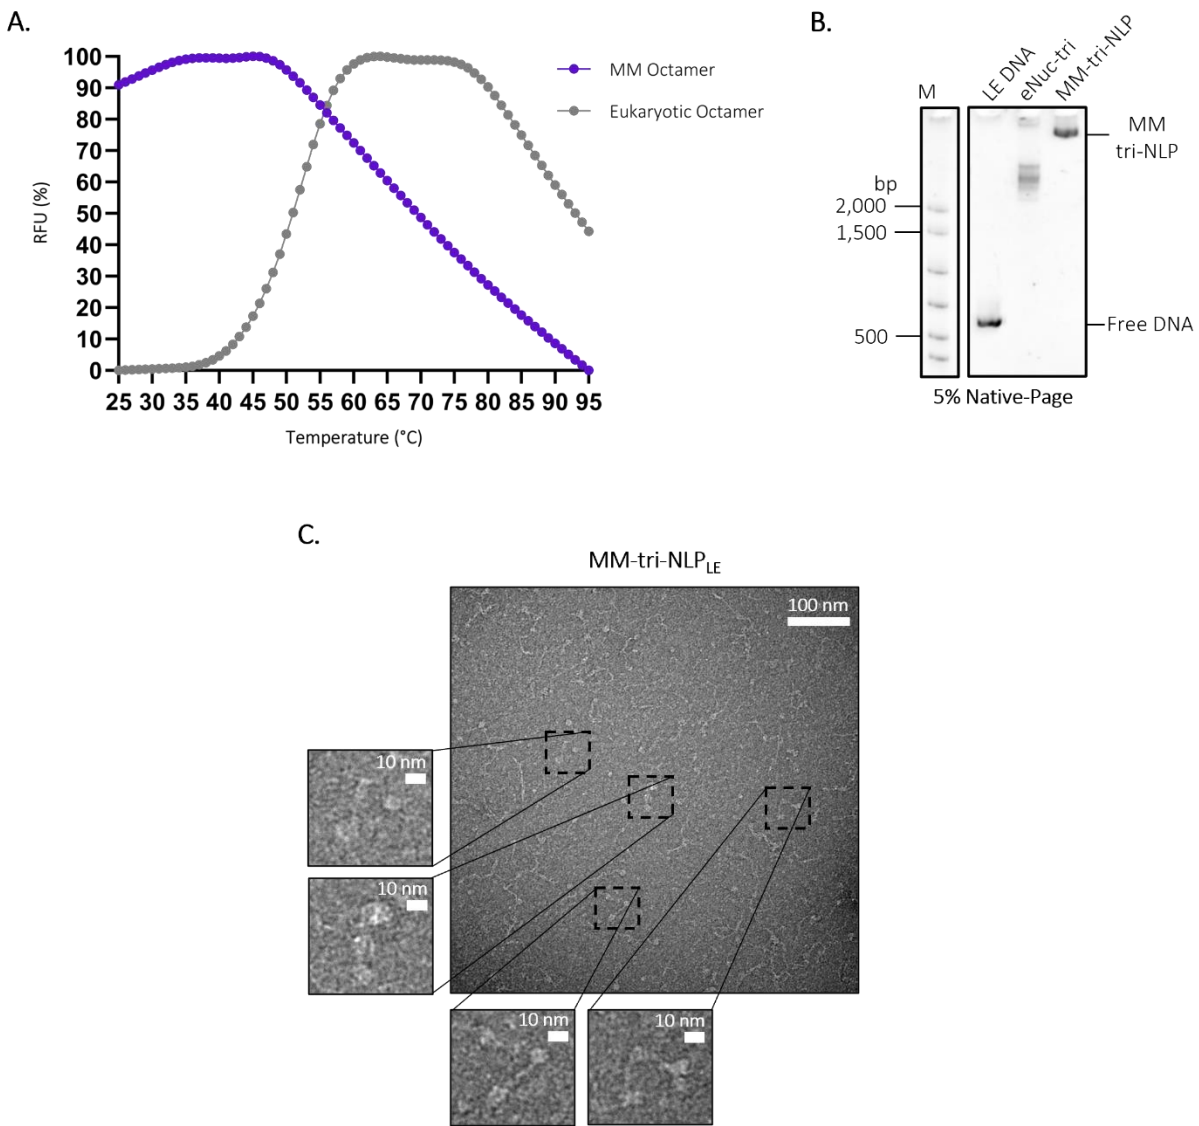 A.
100
90
80
70
60
50
40
30
20
10
0
RFU (%)
25 30 35 40 45 50 55 60 65 70 75 80 85 90 95
Temperature (°C)
MM Octamer
Eukaryotic Octamer
B.
M
LE DNA
eNuc-tri
MM-tri-NLP
MM
tri-NLP
bp
2,000
1,500
500
Free DNA
5% Native-Page
C.
MM-tri-NLPLE
100 nm
10 nm
10 nm
10 nm
10 nm